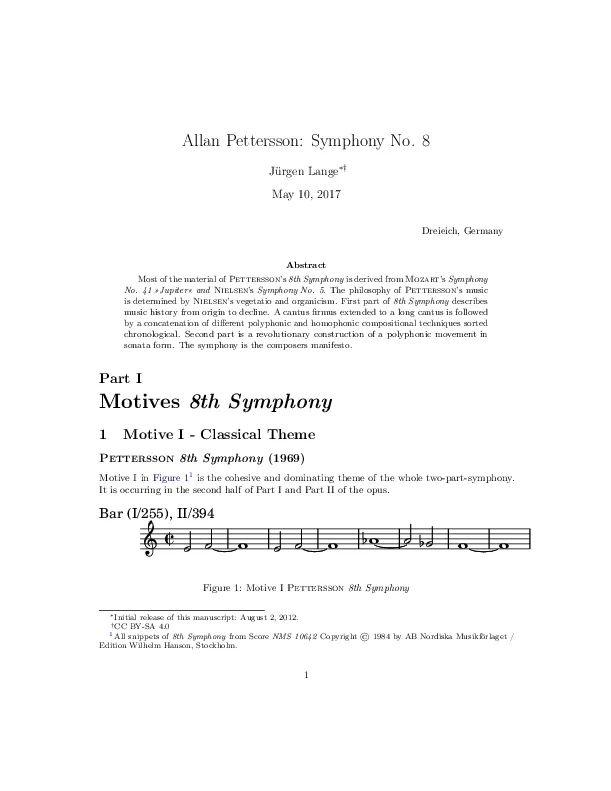 Allan Pettersson: Symphony No. 8
Jürgen Lange*†
May 10, 2017
Dreieich, Germany
Abstract
Most of the material of Pettersson's 8th Symphony is derived from Mozart's Symphony
No. 41 »Jupiter« and Nielsen's Symphony No. 5. The philosophy of Pettersson's music
is determined by Nielsen's vegetatio and organicism. First part of 8th Symphony describes
music history from origin to decline. A cantus firmus extended to a long cantus is followed
by a concatenation of different polyphonic and homophonic compositional techniques sorted
chronological. Second part is a revolutionary construction of a polyphonic movement in
sonata form. The symphony is the composers manifesto.
Part I
Motives 8th Symphony
1 Motive I - Classical Theme
Pettersson 8th Symphony (1969)
Motive I in Figure 1¹ is the cohesive and dominating theme of the whole two-part-symphony.
It is occurring in the second half of Part I and Part II of the opus.
Bar (I/255), II/394
Figure 1: Motive I Pettersson 8th Symphony
*Initial release of this manuscript: August 2, 2012.
†CC BY-SA 4.0
¹All snippets of 8th Symphony from Score NMS 10642 Copyright © 1984 by AB Nordiska Musikförlaget /
Edition Wilhelm Hanson, Stockholm.
1